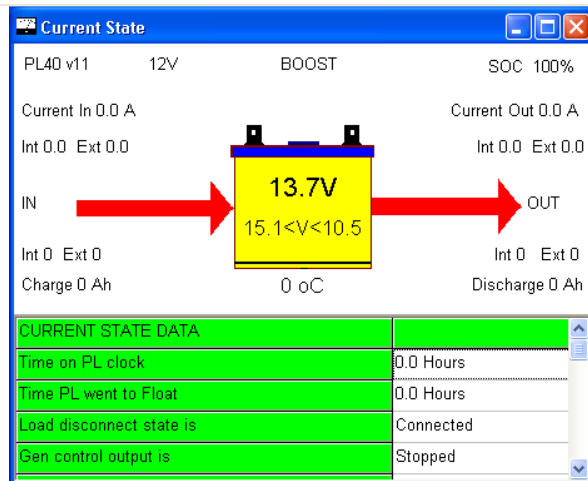 Current State
PL40 v11 12V BOOST SOC 100%
Current In 0.0 A Current Out 0.0 A
Int 0.0 Ext 0.0 Int 0.0 Ext 0.0
13.7V
IN OUT
15.1<V<10.5
Int 0 Ext 0 Int 0 Ext 0
Charge 0 Ah 0 oC Discharge 0 Ah
CURRENT STATE DATA
Time on PL clock 0.0 Hours
Time PL went to Float 0.0 Hours
Load disconnect state is Connected
Gen control output is Stopped